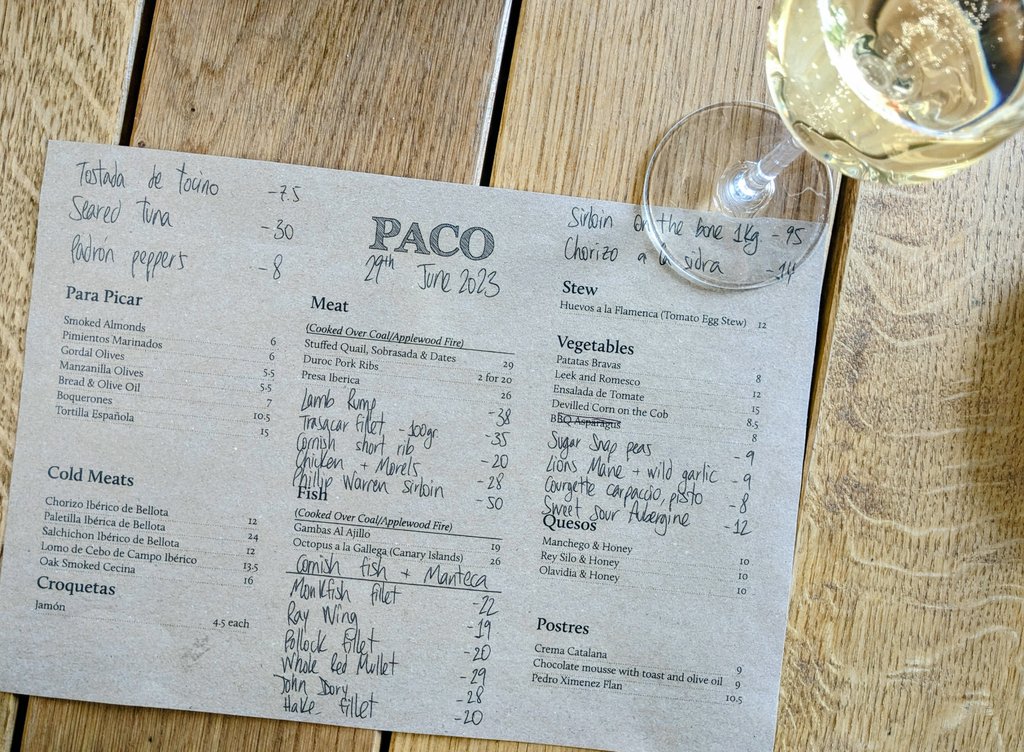 Tostada de tocino -7.5
Seared Tuna -30
Padrón peppers -8
PACO
29th June 2023
Sirloin on the bone 1Kg -95
Chorizo a la sidra -14
Para Picar
Smoked Almonds 6
Pimientos Marinados 6
Gordal Olives 5.5
Manzanilla Olives 5.5
Bread & Olive Oil 7
Boquerones 10.5
Tortilla Española 15
Cold Meats
Chorizo Ibérico de Bellota 12
Paletilla Ibérica de Bellota 24
Salchichon Ibérico de Bellota 12
Lomo de Cebo de Campo Ibérico 13.5
Oak Smoked Cecina 16
Croquetas
Jamón 4.5 each
Meat
(Cooked Over Coal/Applewood Fire)
Stuffed Quail, Sobrasada & Dates 29
Duroc Pork Ribs 2 for 20
Presa Iberica 26
Lamb Rump -38
Trasacar fillet -100gr -35
Cornish short rib -20
Chicken + Morels -28
Phillip Warren sirloin -50
Fish
(Cooked Over Coal/Applewood Fire)
Gambas Al Ajillo 19
Octopus a la Gallega (Canary Islands) 26
Cornish fish + Manteca
Monkfish fillet -22
Ray Wing -19
Pollock fillet -20
Whole Red Mullet -29
John Dory -28
Hake fillet -20
Stew
Huevos a la Flamenca (Tomato Egg Stew) 12
Vegetables
Patatas Bravas 8
Leek and Romesco 12
Ensalada de Tomate 15
Devilled Corn on the Cob 8.5
BBQ Asparagus 8
Sugar Snap peas -9
Lions Mane + wild garlic -9
Courgette carpaccio, pisto -8
Sweet sour Aubergine -12
Quesos
Manchego & Honey 10
Rey Silo & Honey 10
Olavidia & Honey 10
Postres
Crema Catalana 9
Chocolate mousse with toast and olive oil 9
Pedro Ximenez Flan 10.5